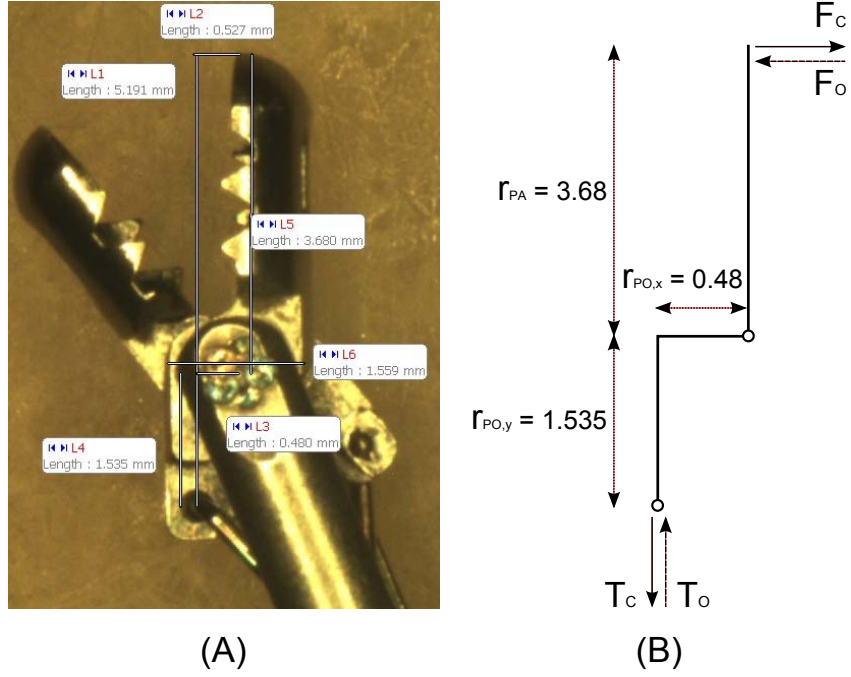 L2
Length : 0.527 mm
L1
Length : 5.191 mm
L5
Length : 3.680 mm
L6
Length : 1.559 mm
L3
Length : 0.480 mm
L4
Length : 1.535 mm
(A)
FC
FO
rPA = 3.68
rPO,x = 0.48
rPO,y = 1.535
TC TO
(B)